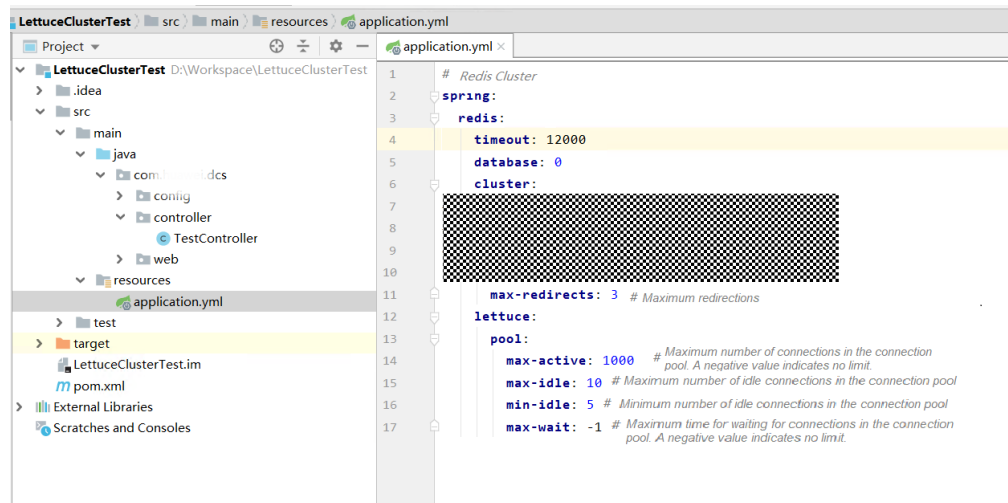 LettuceClusterTest src main resources application.yml
Project
application.yml
LettuceClusterTest D:\Workspace\LettuceClusterTest
.idea
src
main
java
com. .dcs
config
controller
TestController
web
resources
application.yml
test
target
LettuceClusterTest.im
pom.xml
External Libraries
Scratches and Consoles
1 # Redis Cluster
2 spring:
3 redis:
4 timeout: 12000
5 database: 0
6 cluster:
7
8
9
10
11 max-redirects: 3 # Maximum redirections
12 lettuce:
13 pool:
14 max-active: 1000 # Maximum number of connections in the connection
pool. A negative value indicates no limit.
15 max-idle: 10 # Maximum number of idle connections in the connection pool
16 min-idle: 5 # Minimum number of idle connections in the connection pool
17 max-wait: -1 # Maximum time for waiting for connections in the connection
pool. A negative value indicates no limit.